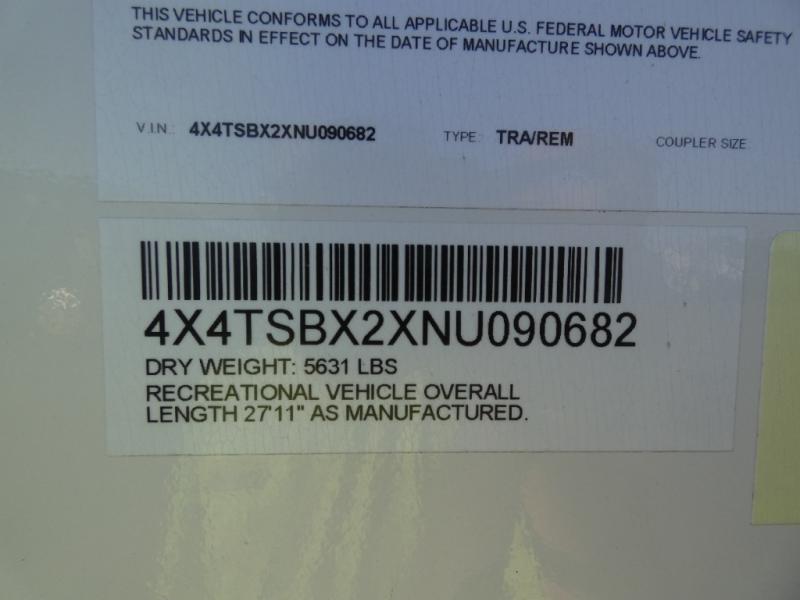 THIS VEHICLE CONFORMS TO ALL APPLICABLE U.S. FEDERAL MOTOR VEHICLE SAFETY
STANDARDS IN EFFECT ON THE DATE OF MANUFACTURE SHOWN ABOVE.
V.I.N.: 4X4TSBX2XNU090682 TYPE: TRA/REM COUPLER SIZE:
4X4TSBX2XNU090682
DRY WEIGHT: 5631 LBS
RECREATIONAL VEHICLE OVERALL
LENGTH 27'11" AS MANUFACTURED.